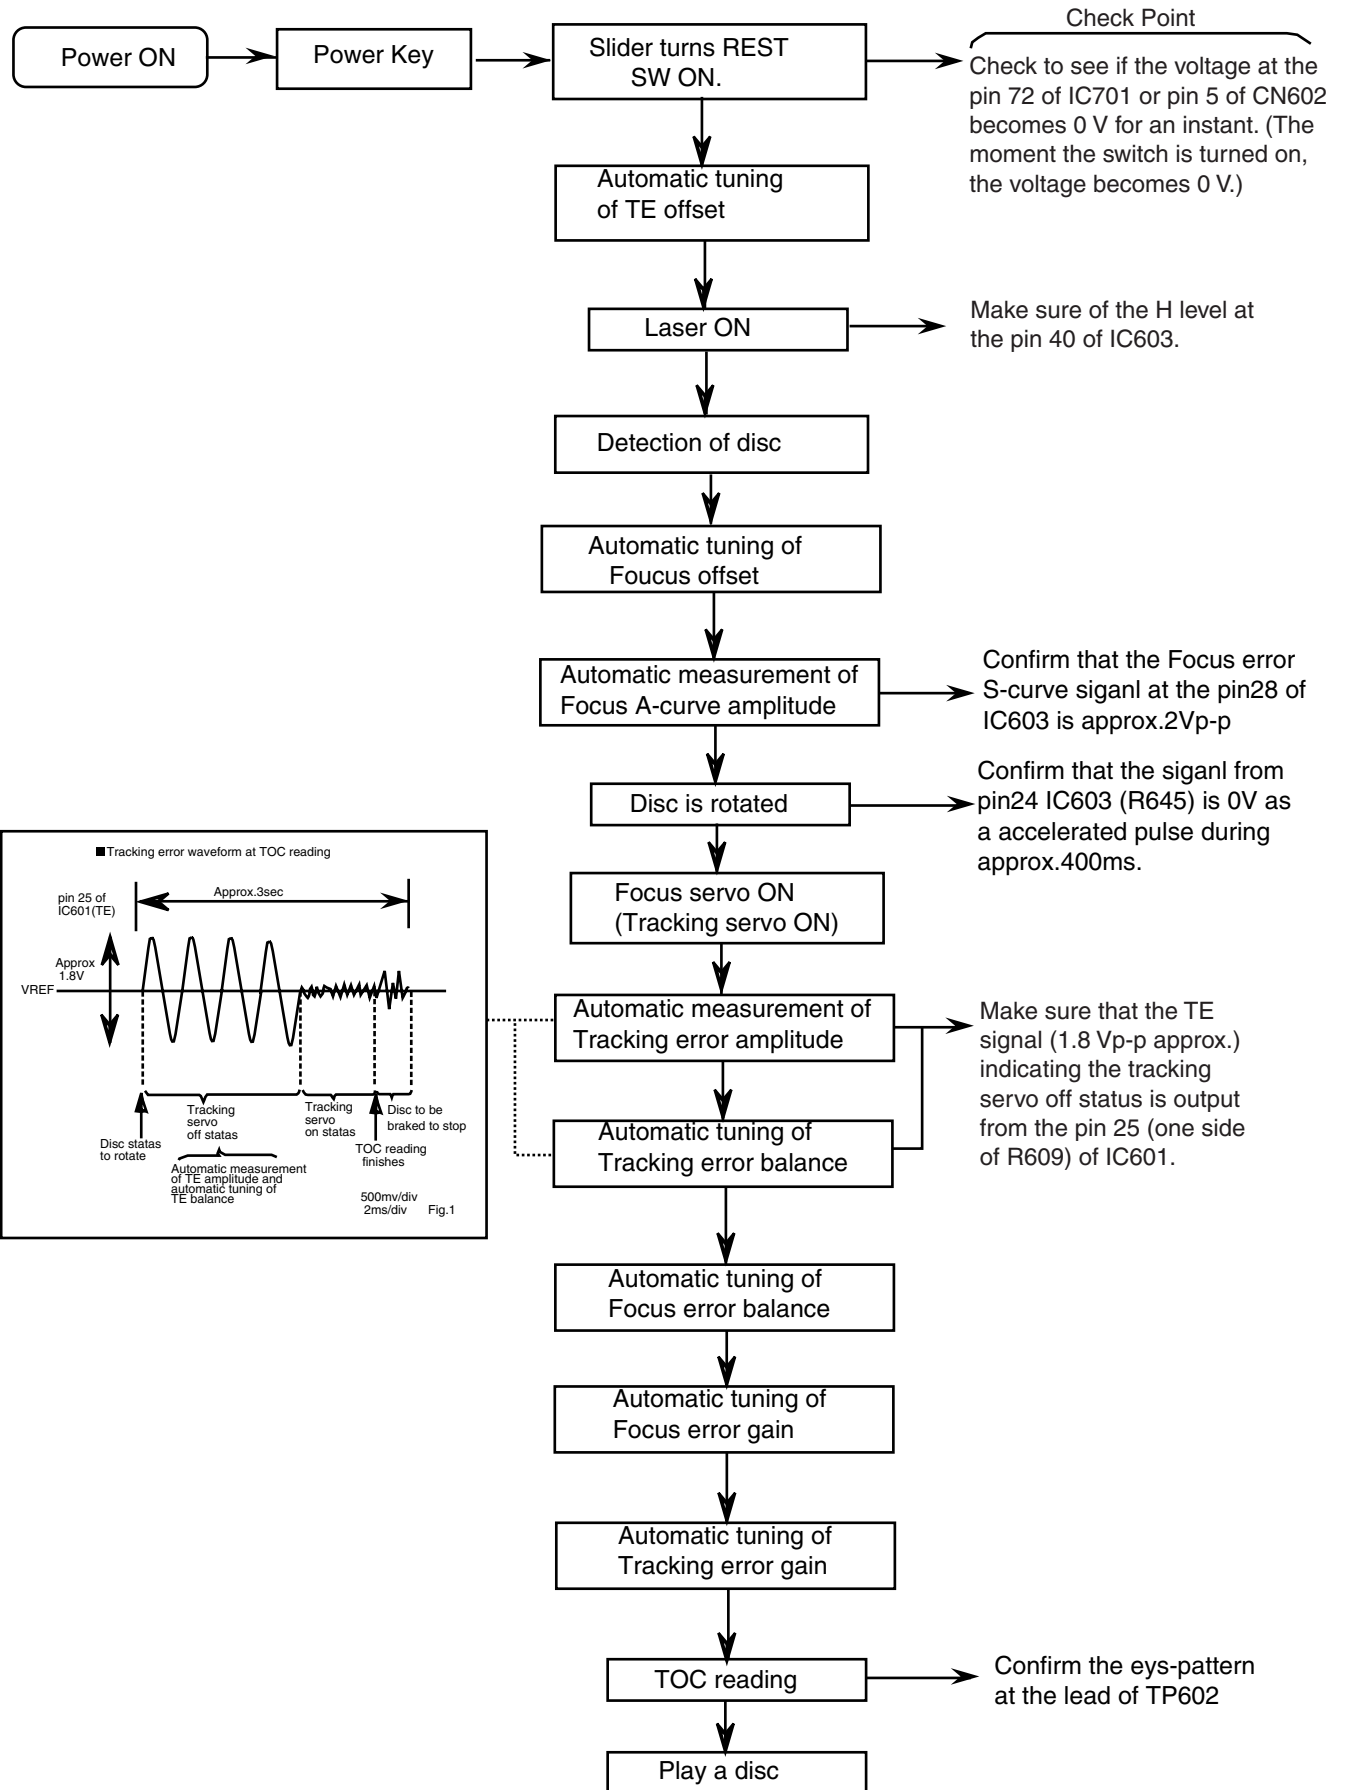 Check Point
Power ON
Power Key
Slider turns REST
SW ON.
Check to see if the voltage at the
pin 72 of IC701 or pin 5 of CN602
becomes 0 V for an instant. (The
moment the switch is turned on,
the voltage becomes 0 V.)
Automatic tuning
of TE offset
Laser ON
Make sure of the H level at
the pin 40 of IC603.
Detection of disc
Automatic tuning of
Foucus offset
Automatic measurement of
Focus A-curve amplitude
Confirm that the Focus error
S-curve siganl at the pin28 of
IC603 is approx.2Vp-p
Disc is rotated
Confirm that the siganl from
pin24 IC603 (R645) is 0V as
a accelerated pulse during
approx.400ms.
Focus servo ON
(Tracking servo ON)
■Tracking error waveform at TOC reading
pin 25 of
IC601(TE)
Approx.3sec
Approx
1.8V
VREF
Tracking
servo
off statas
Tracking
servo
on statas
Disc to be
braked to stop
Disc statas
to rotate
TOC reading
finishes
Automatic measurement
of TE amplitude and
automatic tuning of
TE balance
500mv/div
2ms/div
Fig.1
Automatic measurement of
Tracking error amplitude
Automatic tuning of
Tracking error balance
Make sure that the TE
signal (1.8 Vp-p approx.)
indicating the tracking
servo off status is output
from the pin 25 (one side
of R609) of IC601.
Automatic tuning of
Focus error balance
Automatic tuning of
Focus error gain
Automatic tuning of
Tracking error gain
TOC reading
Confirm the eys-pattern
at the lead of TP602
Play a disc